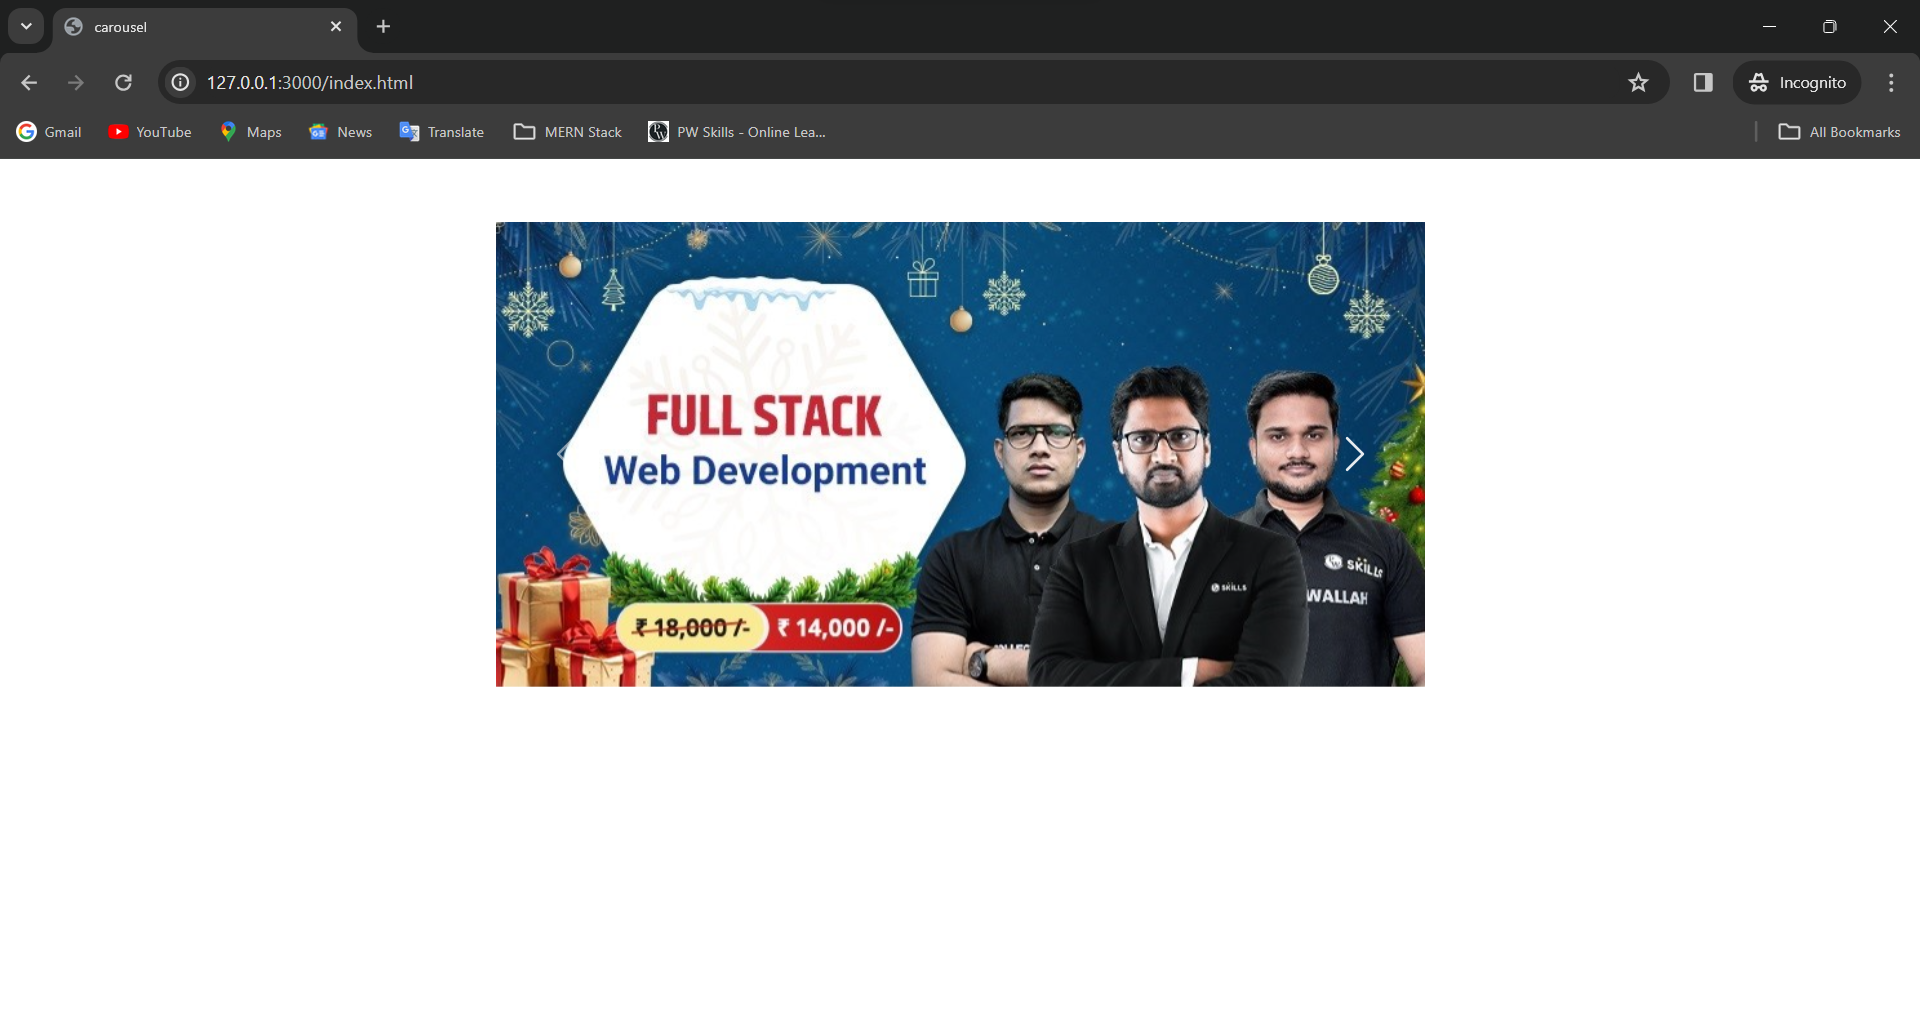 carousel
127.0.0.1:3000/index.html
Incognito
Gmail
YouTube
Maps
News
Translate
MERN Stack
PW Skills - Online Lea...
All Bookmarks
FULL STACK
Web Development
₹ 18,000 /-
₹ 14,000 /-
SKILLS
SKILLS
WALLAH